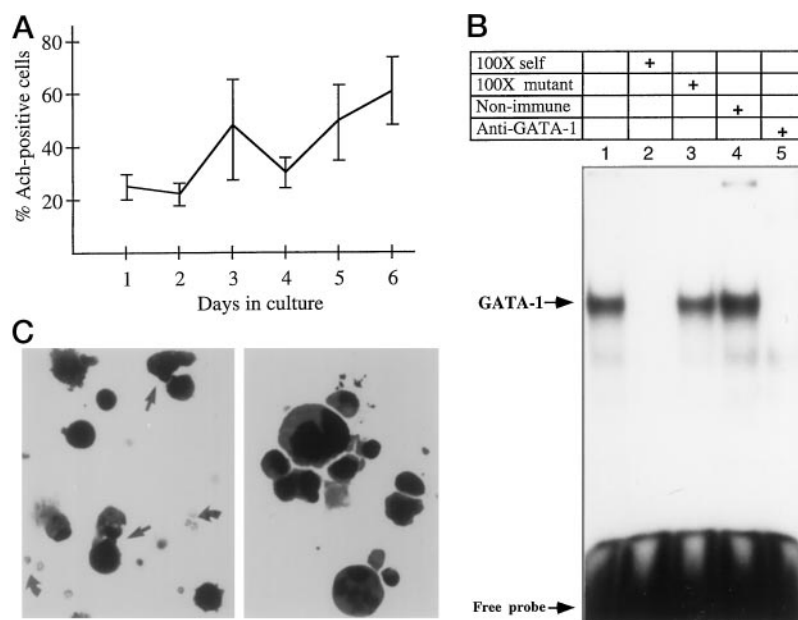 A
80
60
40
20
% Ach-positive cells
1 2 3 4 5 6
Days in culture
B
100X self +
100X mutant +
Non-immune +
Anti-GATA-1 +
1 2 3 4 5
GATA-1
Free probe
C